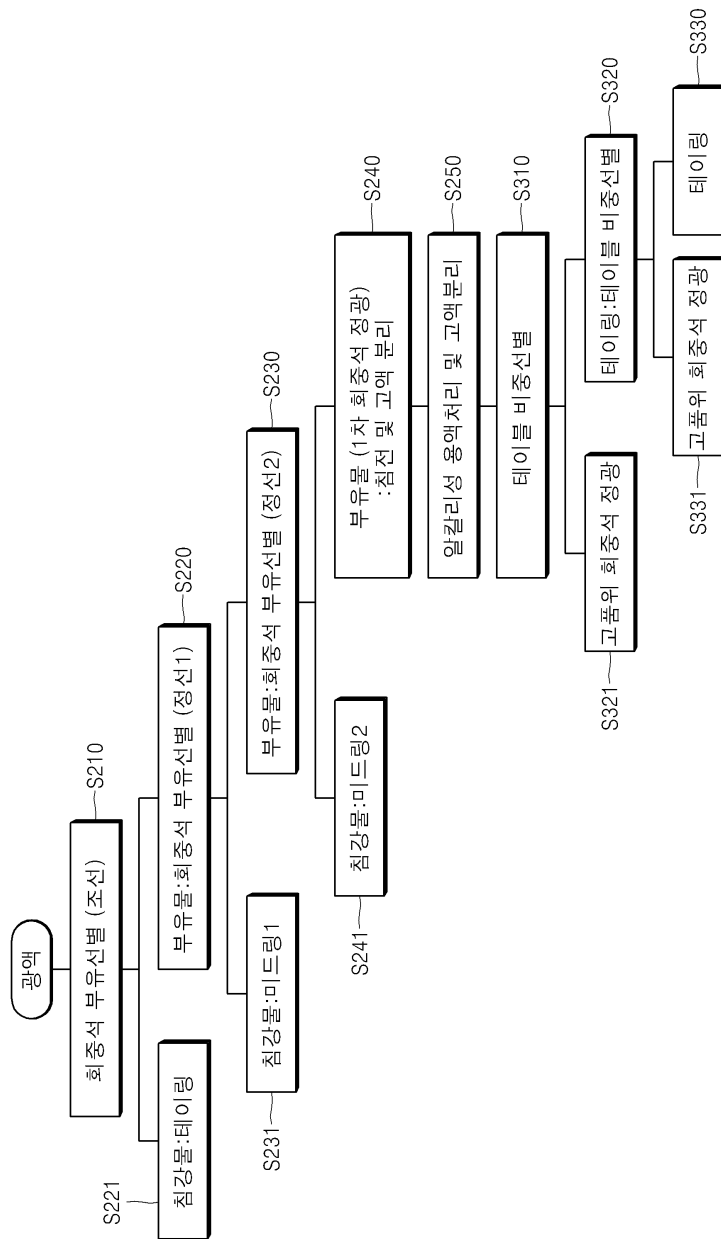 광액
회중석 부유선별 (조선)
S210
침강물:테이링
S221
부유물:회중석 부유선별 (정선1)
S220
침강물:미드링1
S231
부유물:회중석 부유선별 (정선2)
S230
침강물:미드링2
S241
부유물 (1차 회중석 정광)
:침전 및 고액 분리
S240
알칼리성 용액처리 및 고액분리
S250
테이블 비중선별
S310
고품위 회중석 정광
S321
테이링:테이블 비중선별
S320
고품위 회중석 정광
S331
테이링
S330